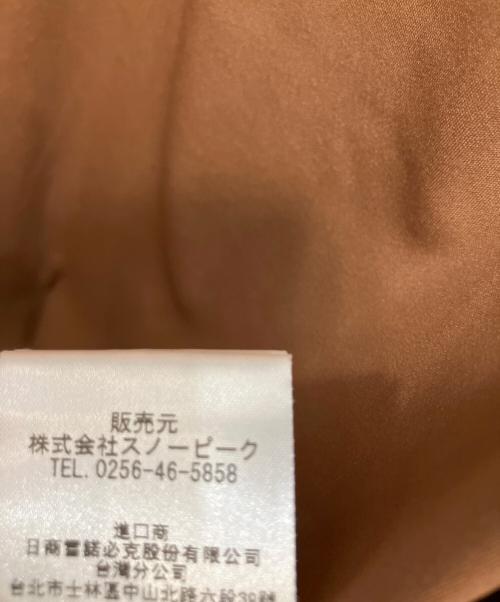 販売元
株式会社スノーピーク
TEL. 0256-46-5858
進口商
日商雪諾必克股份有限公司
台灣分公司
台北市士林區中山北路六段39號